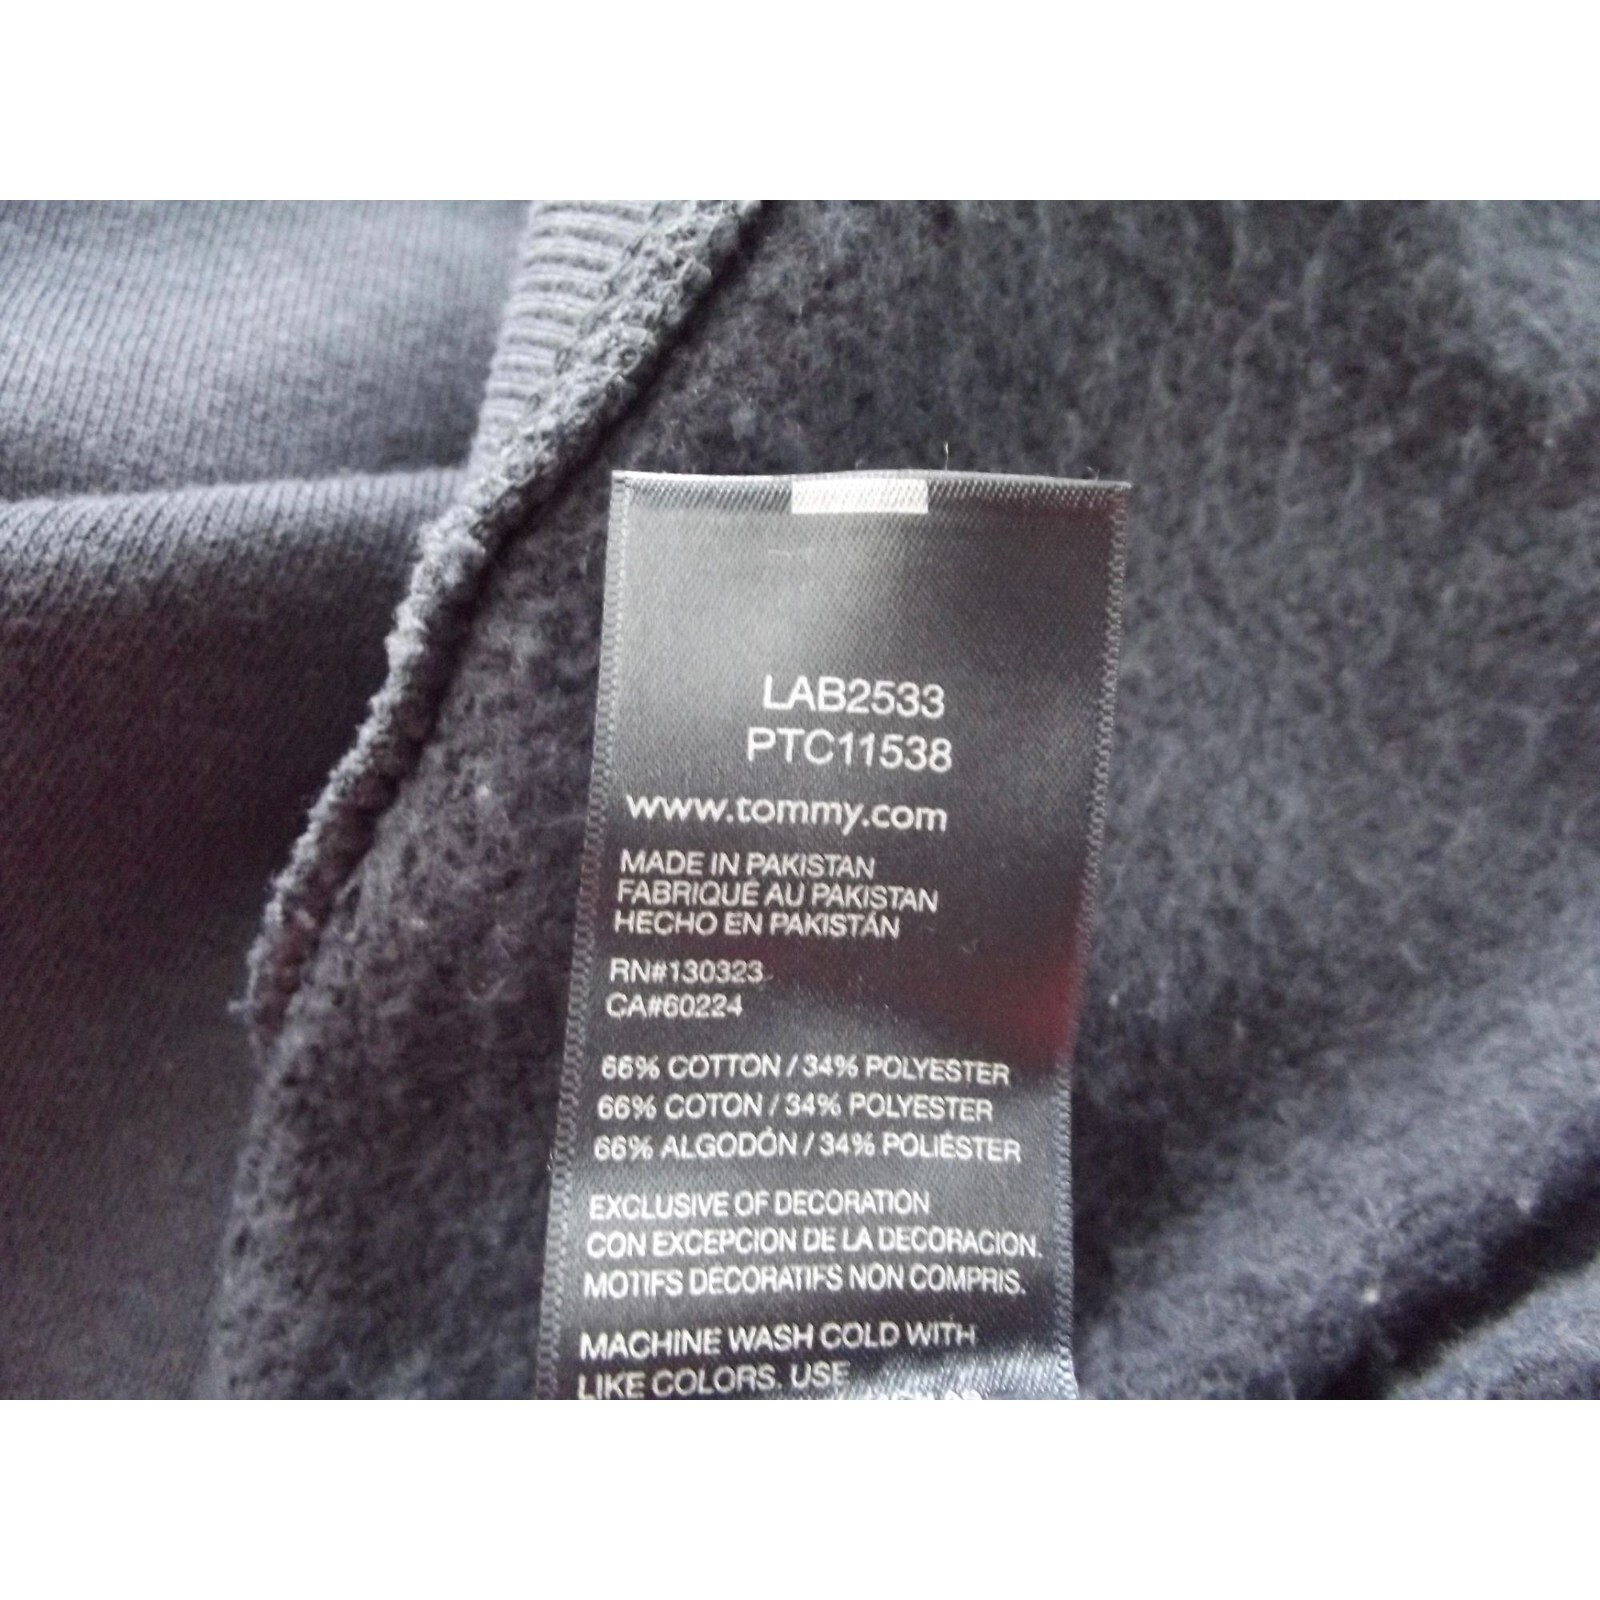 LAB2533
PTC11538
www.tommy.com
MADE IN PAKISTAN
FABRIQUÉ AU PAKISTAN
HECHO EN PAKISTÁN
RN#130323
CA#60224
66% COTTON / 34% POLYESTER
66% COTON / 34% POLYESTER
66% ALGODÓN / 34% POLIÉSTER
EXCLUSIVE OF DECORATION
CON EXCEPCION DE LA DECORACION.
MOTIFS DECORATIFS NON COMPRIS.
MACHINE WASH COLD WITH
LIKE COLORS. USE